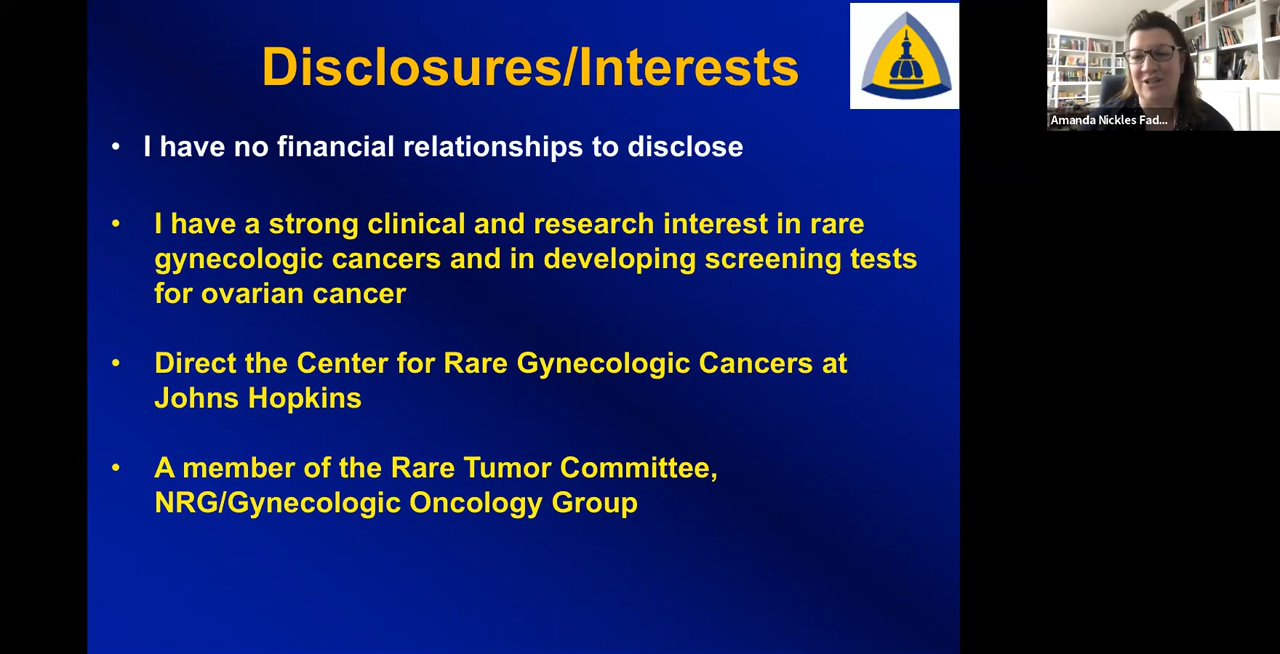 Disclosures/Interests
• I have no financial relationships to disclose
• I have a strong clinical and research interest in rare
gynecologic cancers and in developing screening tests
for ovarian cancer
• Direct the Center for Rare Gynecologic Cancers at
Johns Hopkins
• A member of the Rare Tumor Committee,
NRG/Gynecologic Oncology Group
Amanda Nickles Fad...